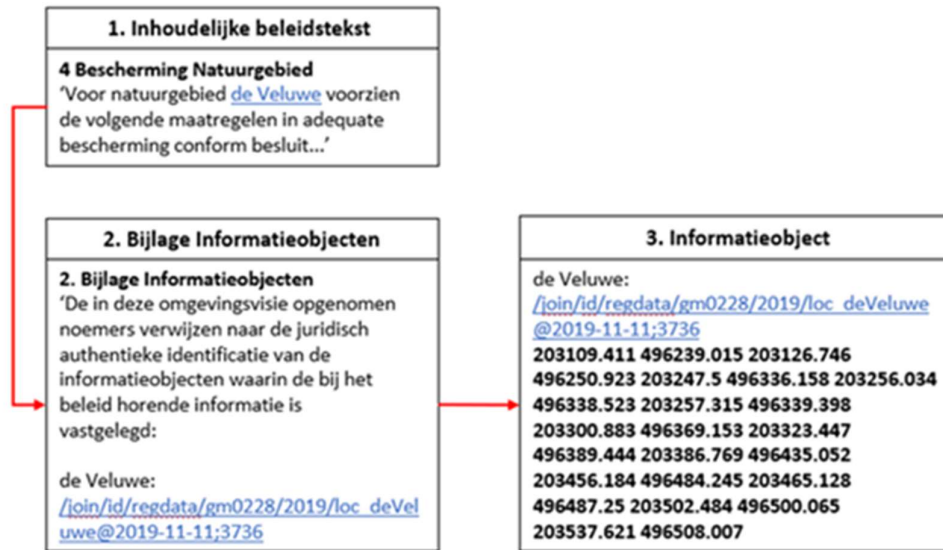 1. Inhoudelijke beleidstekst
4 Bescherming Natuurgebied
‘Voor natuurgebied de Veluwe voorzien
de volgende maatregelen in adequate
bescherming conform besluit...’
2. Bijlage Informatieobjecten
2. Bijlage Informatieobjecten
‘De in deze omgevingsvisie opgenomen
noemers verwijzen naar de juridisch
authentieke identificatie van de
informatieobjecten waarin de bij het
beleid horende informatie is
vastgelegd:
de Veluwe:
/join/id/regdata/gm0228/2019/loc_deVel
uwe@2019-11-11;3736
3. Informatieobject
de Veluwe:
/join/id/regdata/gm0228/2019/loc_deVeluwe
@2019-11-11;3736
203109.411 496239.015 203126.746
496250.923 203247.5 496336.158 203256.034
496338.523 203257.315 496339.398
203300.883 496369.153 203323.447
496389.444 203386.769 496435.052
203456.184 496484.245 203465.128
496487.25 203502.484 496500.065
203537.621 496508.007